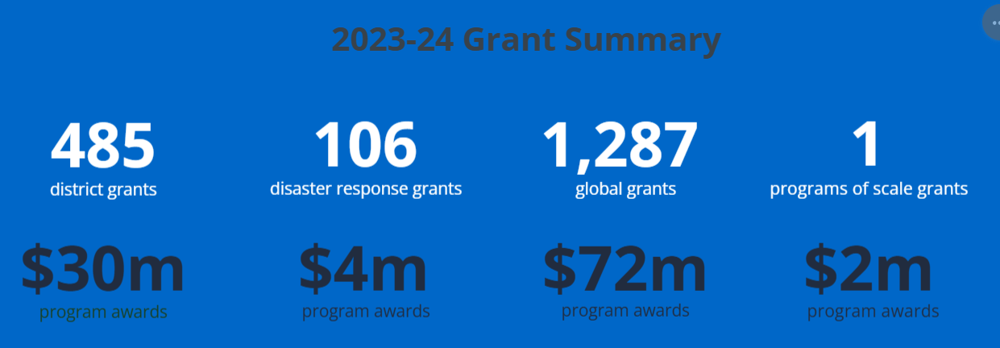 2023-24 Grant Summary
485 106 1,287 1
district grants disaster response grants global grants programs of scale grants
$30m $4m $72m $2m
program awards program awards program awards program awards